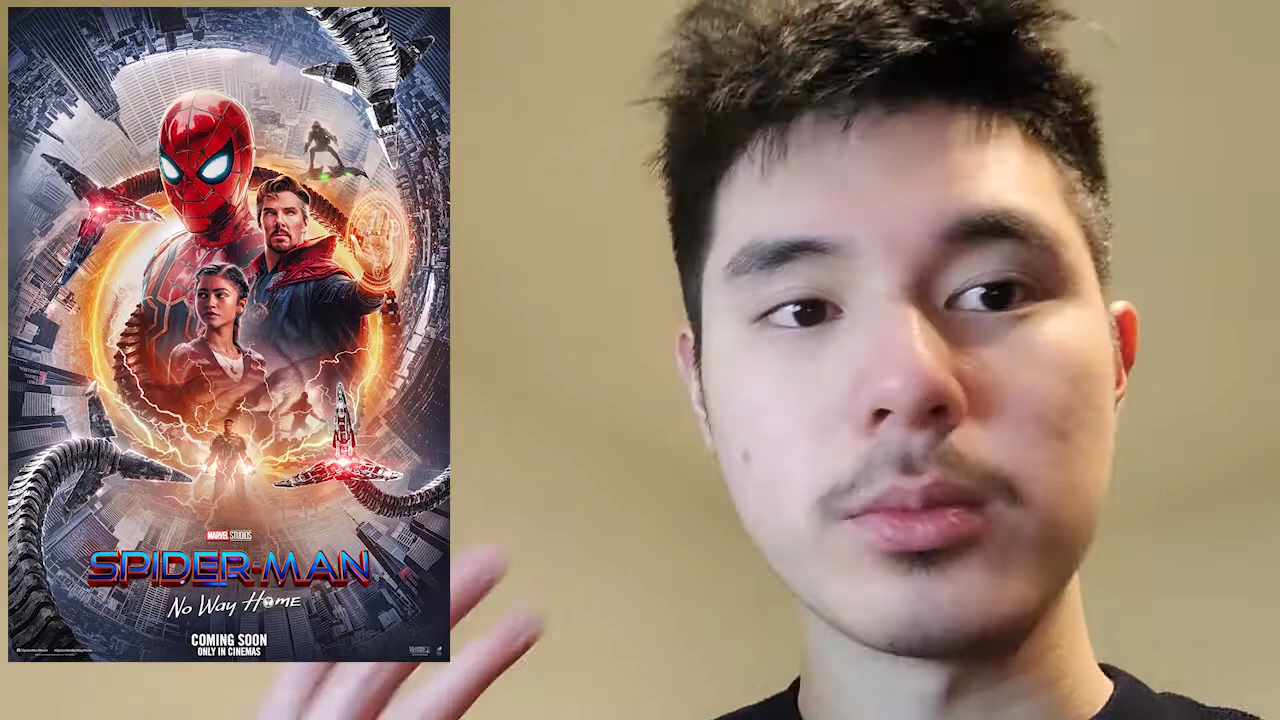 MARVEL STUDIOS
SPIDER-MAN
No Way Home
COMING SOON
ONLY IN CINEMAS